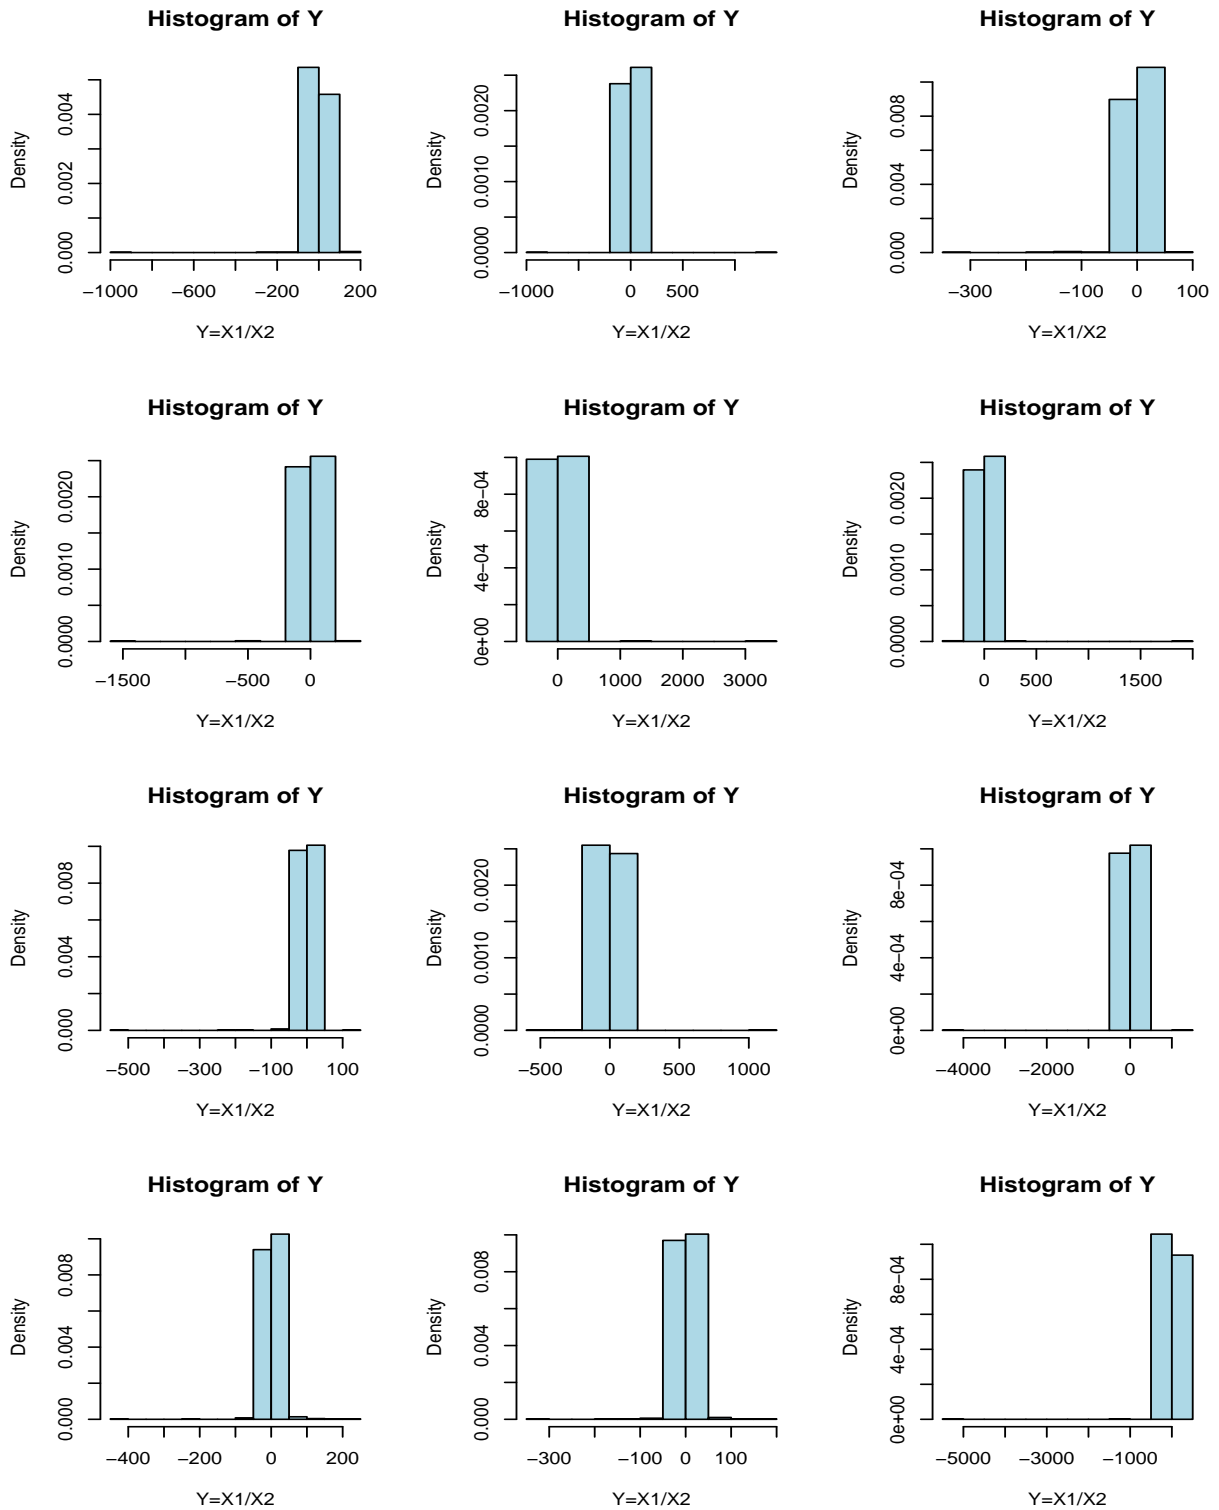 Histogram of Y
Density
0.000 0.002 0.004
−1000 −600 −200 200
Y=X1/X2
Histogram of Y
Density
0.0000 0.0010 0.0020
−1000 0 500
Y=X1/X2
Histogram of Y
Density
0.000 0.004 0.008
−300 −100 0 100
Y=X1/X2
Histogram of Y
Density
0.0000 0.0010 0.0020
−1500 −500 0
Y=X1/X2
Histogram of Y
Density
0e+00 4e−04 8e−04
0 1000 2000 3000
Y=X1/X2
Histogram of Y
Density
0.0000 0.0010 0.0020
0 500 1500
Y=X1/X2
Histogram of Y
Density
0.000 0.004 0.008
−500 −300 −100 100
Y=X1/X2
Histogram of Y
Density
0.0000 0.0010 0.0020
−500 0 500 1000
Y=X1/X2
Histogram of Y
Density
0e+00 4e−04 8e−04
−4000 −2000 0
Y=X1/X2
Histogram of Y
Density
0.000 0.004 0.008
−400 −200 0 200
Y=X1/X2
Histogram of Y
Density
0.000 0.004 0.008
−300 −100 0 100
Y=X1/X2
Histogram of Y
Density
0e+00 4e−04 8e−04
−5000 −3000 −1000
Y=X1/X2